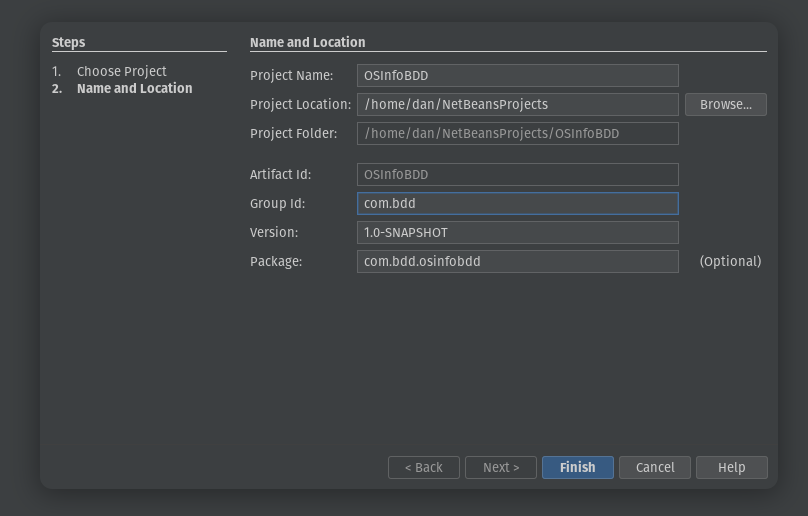 Steps
1. Choose Project
2. Name and Location
Name and Location
Project Name: OSInfoBDD
Project Location: /home/dan/NetBeansProjects Browse...
Project Folder: /home/dan/NetBeansProjects/OSInfoBDD
Artifact Id: OSInfoBDD
Group Id: com.bdd
Version: 1.0-SNAPSHOT
Package: com.bdd.osinfobdd (Optional)
< Back Next > Finish Cancel Help